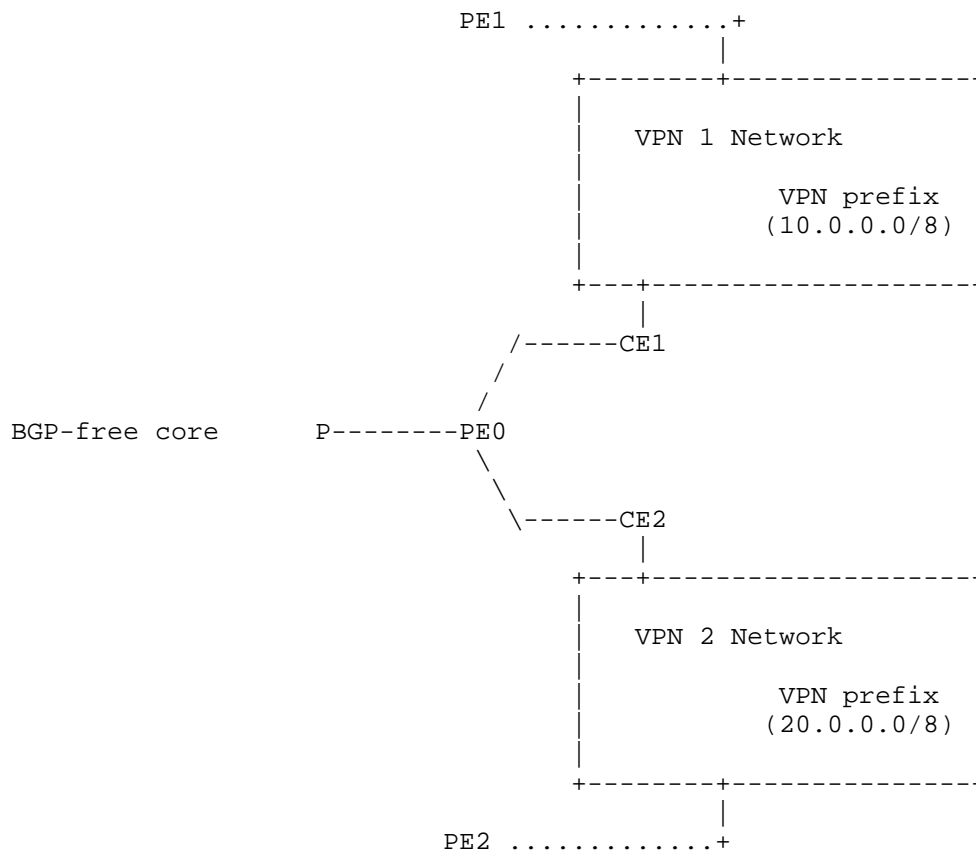 PE1 .............+
|
+--------+---------------
|
| VPN 1 Network
|
| VPN prefix
| (10.0.0.0/8)
|
+---+--------------------
|
/------CE1
/
/
BGP-free core P--------PE0
\
\
\------CE2
|
+---+--------------------
|
| VPN 2 Network
|
| VPN prefix
| (20.0.0.0/8)
|
+--------+---------------
|
PE2 .............+